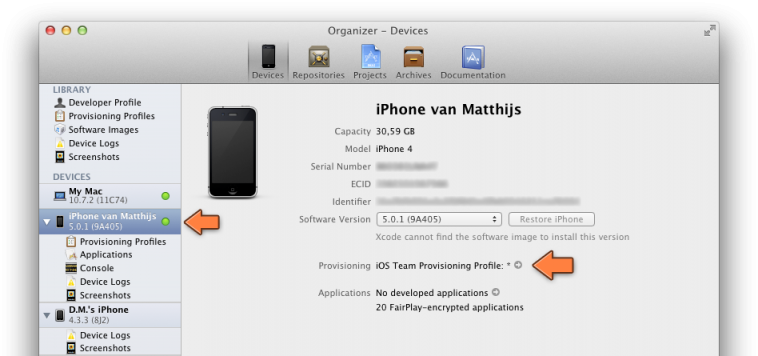 Organizer – Devices
Devices Repositories Projects Archives Documentation
LIBRARY
Developer Profile
Provisioning Profiles
Software Images
Device Logs
Screenshots
DEVICES
My Mac
10.7.2 (11C74)
iPhone van Matthijs
5.0.1 (9A405)
Provisioning Profiles
Applications
Console
Device Logs
Screenshots
D.M.'s iPhone
4.3.3 (8J2)
Device Logs
Screenshots
iPhone van Matthijs
Capacity 30,59 GB
Model iPhone 4
Serial Number
ECID
Identifier
Software Version 5.0.1 (9A405) Restore iPhone
Xcode cannot find the software image to install this version
Provisioning iOS Team Provisioning Profile: *
Applications No developed applications
20 FairPlay-encrypted applications